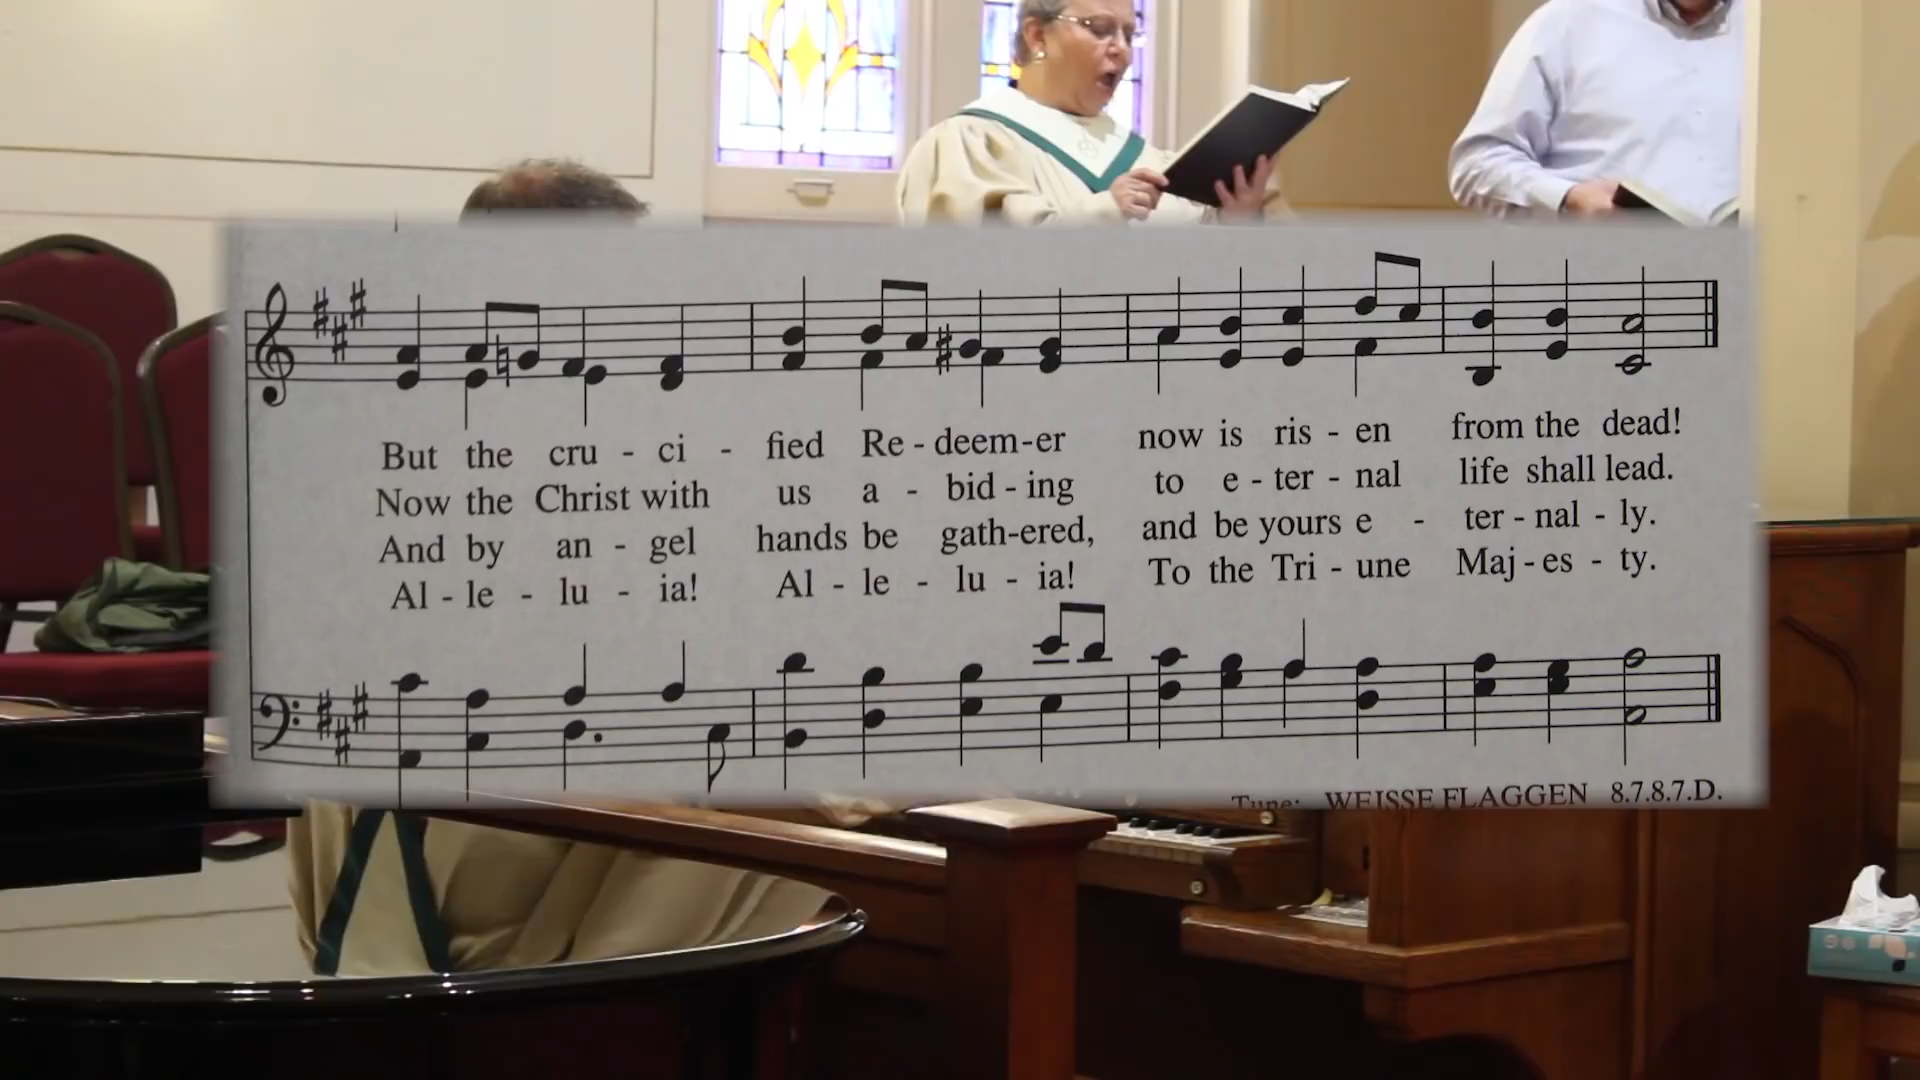 But the cru - ci - fied Re - deem-er now is ris - en from the dead!
Now the Christ with us a - bid - ing to e - ter - nal life shall lead.
And by an - gel hands be gath-ered, and be yours e - ter - nal - ly.
Al - le - lu - ia! Al - le - lu - ia! To the Tri - une Maj - es - ty.
Tune: WEISSE FLAGGEN 8.7.8.7.D.